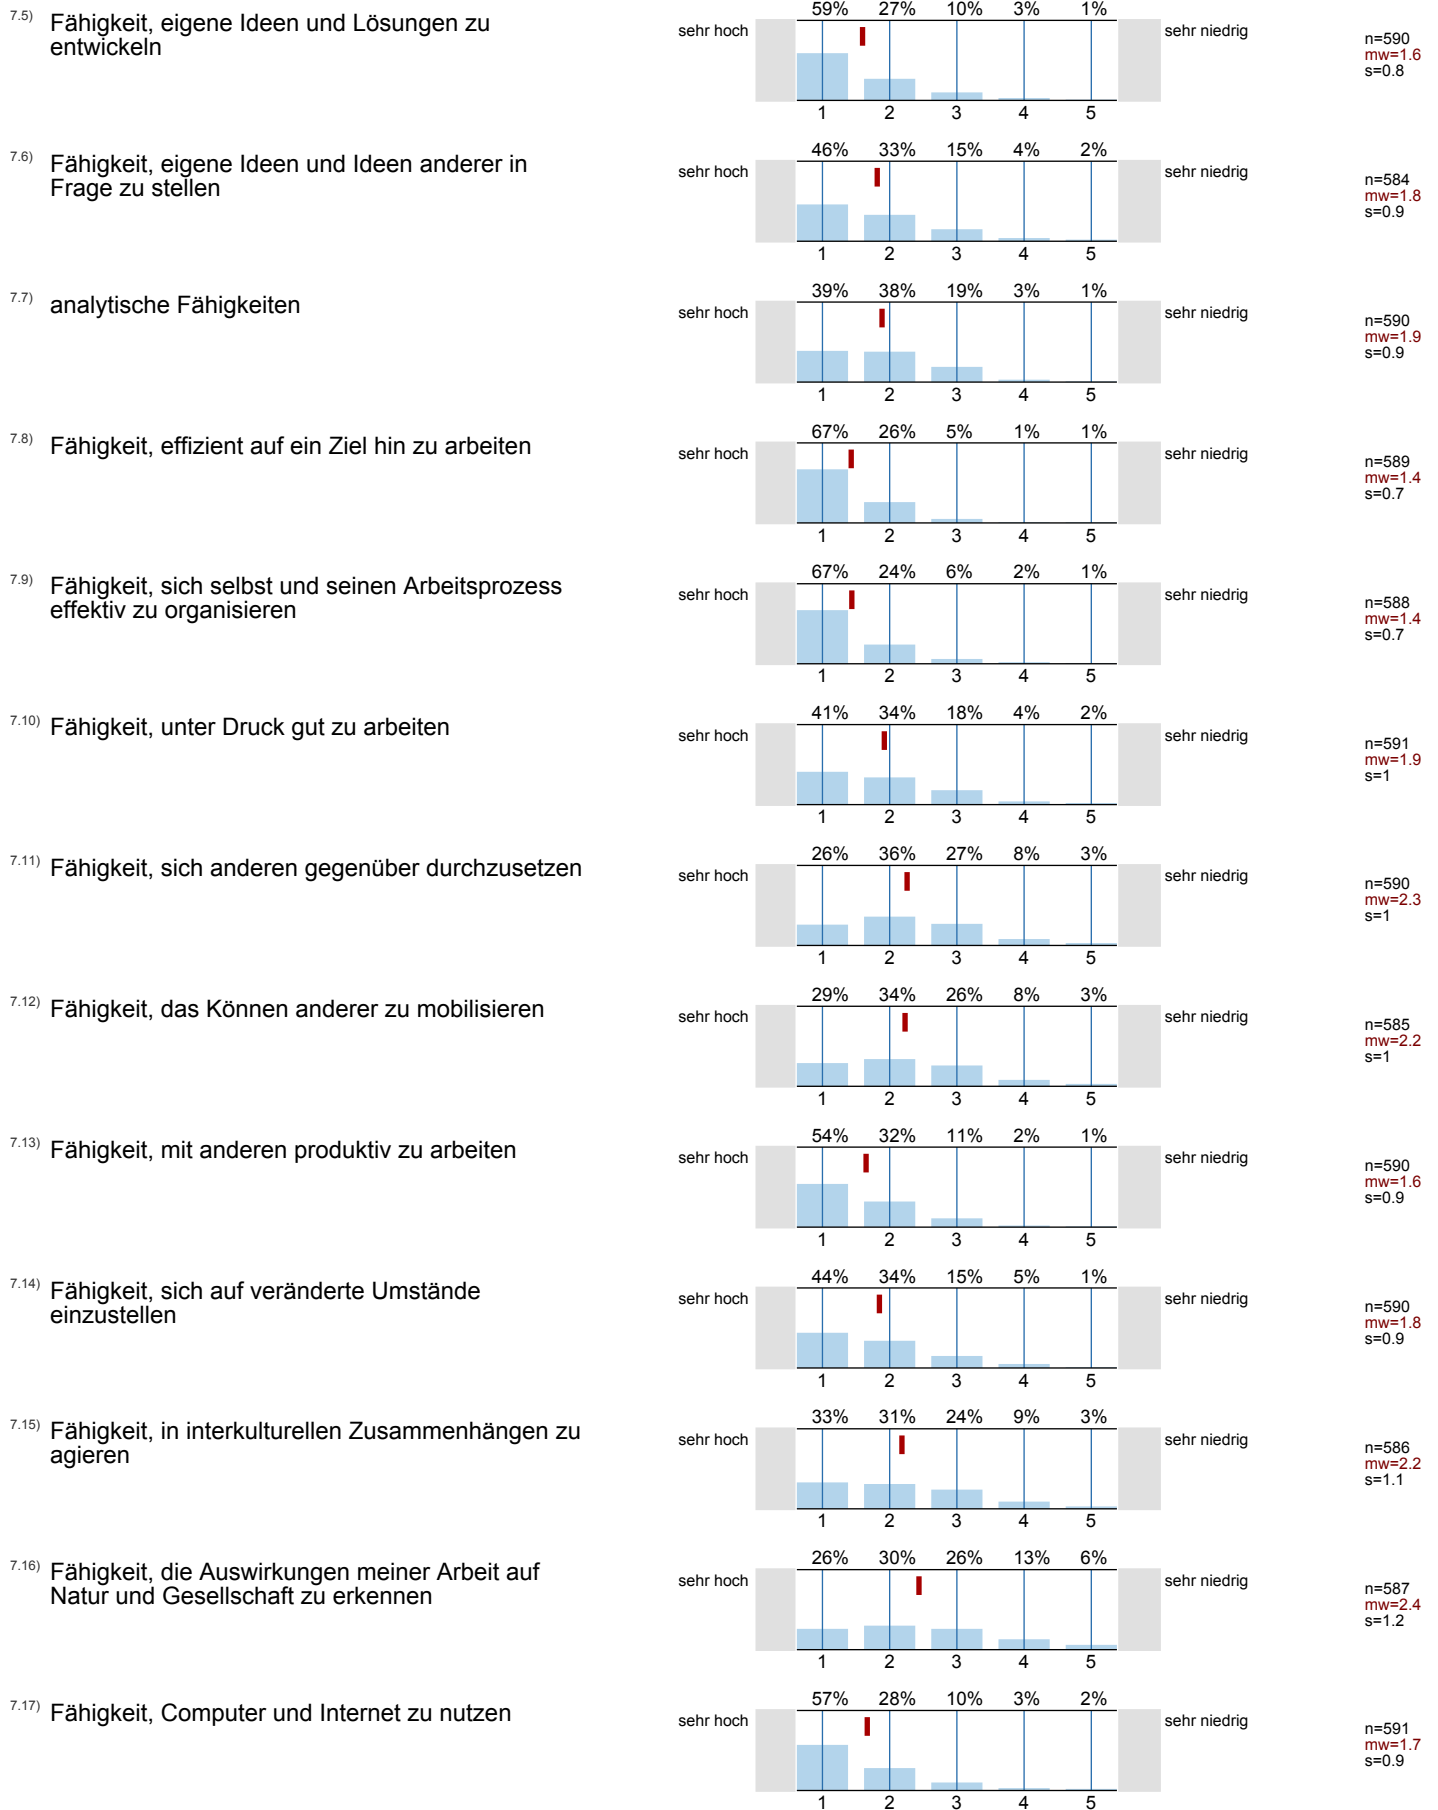 7.5) Fähigkeit, eigene Ideen und Lösungen zu
entwickeln
59% 27% 10% 3% 1%
sehr hoch sehr niedrig
1 2 3 4 5
n=590
mw=1.6
s=0.8
7.6) Fähigkeit, eigene Ideen und Ideen anderer in
Frage zu stellen
46% 33% 15% 4% 2%
sehr hoch sehr niedrig
1 2 3 4 5
n=584
mw=1.8
s=0.9
7.7) analytische Fähigkeiten
39% 38% 19% 3% 1%
sehr hoch sehr niedrig
1 2 3 4 5
n=590
mw=1.9
s=0.9
7.8) Fähigkeit, effizient auf ein Ziel hin zu arbeiten
67% 26% 5% 1% 1%
sehr hoch sehr niedrig
1 2 3 4 5
n=589
mw=1.4
s=0.7
7.9) Fähigkeit, sich selbst und seinen Arbeitsprozess
effektiv zu organisieren
67% 24% 6% 2% 1%
sehr hoch sehr niedrig
1 2 3 4 5
n=588
mw=1.4
s=0.7
7.10) Fähigkeit, unter Druck gut zu arbeiten
41% 34% 18% 4% 2%
sehr hoch sehr niedrig
1 2 3 4 5
n=591
mw=1.9
s=1
7.11) Fähigkeit, sich anderen gegenüber durchzusetzen
26% 36% 27% 8% 3%
sehr hoch sehr niedrig
1 2 3 4 5
n=590
mw=2.3
s=1
7.12) Fähigkeit, das Können anderer zu mobilisieren
29% 34% 26% 8% 3%
sehr hoch sehr niedrig
1 2 3 4 5
n=585
mw=2.2
s=1
7.13) Fähigkeit, mit anderen produktiv zu arbeiten
54% 32% 11% 2% 1%
sehr hoch sehr niedrig
1 2 3 4 5
n=590
mw=1.6
s=0.9
7.14) Fähigkeit, sich auf veränderte Umstände
einzustellen
44% 34% 15% 5% 1%
sehr hoch sehr niedrig
1 2 3 4 5
n=590
mw=1.8
s=0.9
7.15) Fähigkeit, in interkulturellen Zusammenhängen zu
agieren
33% 31% 24% 9% 3%
sehr hoch sehr niedrig
1 2 3 4 5
n=586
mw=2.2
s=1.1
7.16) Fähigkeit, die Auswirkungen meiner Arbeit auf
Natur und Gesellschaft zu erkennen
26% 30% 26% 13% 6%
sehr hoch sehr niedrig
1 2 3 4 5
n=587
mw=2.4
s=1.2
7.17) Fähigkeit, Computer und Internet zu nutzen
57% 28% 10% 3% 2%
sehr hoch sehr niedrig
1 2 3 4 5
n=591
mw=1.7
s=0.9